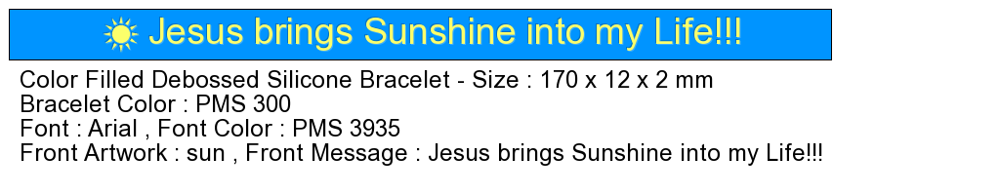 Jesus brings Sunshine into my Life!!!
Color Filled Debossed Silicone Bracelet - Size : 170 x 12 x 2 mm
Bracelet Color : PMS 300
Font : Arial , Font Color : PMS 3935
Front Artwork : sun , Front Message : Jesus brings Sunshine into my Life!!!